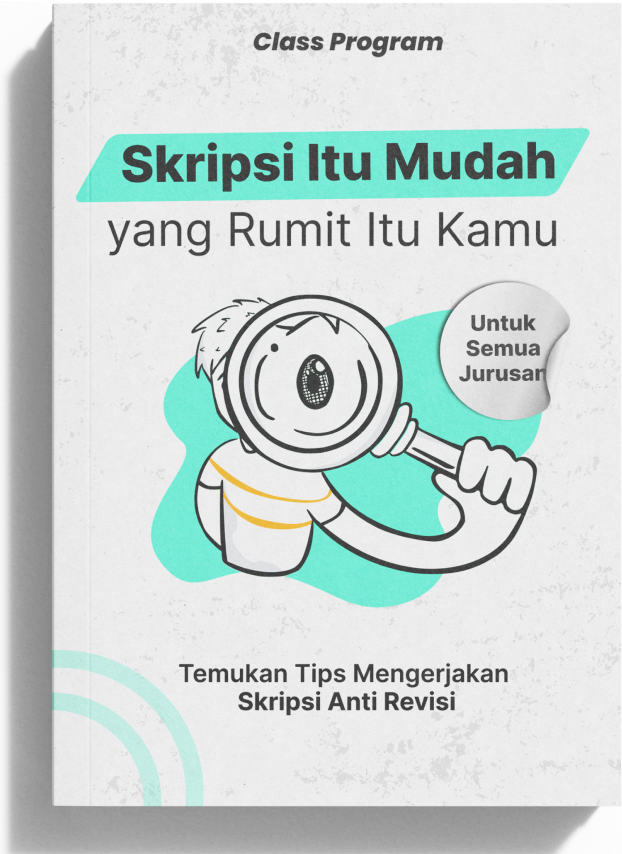 Class Program
Skripsi Itu Mudah
yang Rumit Itu Kamu
Untuk
Semua
Jurusan
Temukan Tips Mengerjakan
Skripsi Anti Revisi